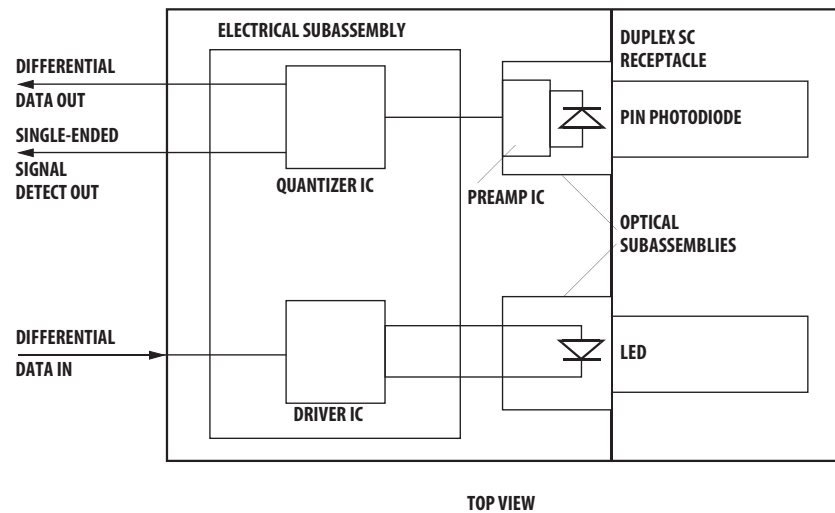 ELECTRICAL SUBASSEMBLY
DUPLEX SC
RECEPTACLE
DIFFERENTIAL
DATA OUT
SINGLE-ENDED
SIGNAL
DETECT OUT
QUANTIZER IC
PREAMP IC
PIN PHOTODIODE
OPTICAL
SUBASSEMBLIES
DIFFERENTIAL
DATA IN
DRIVER IC
LED
TOP VIEW